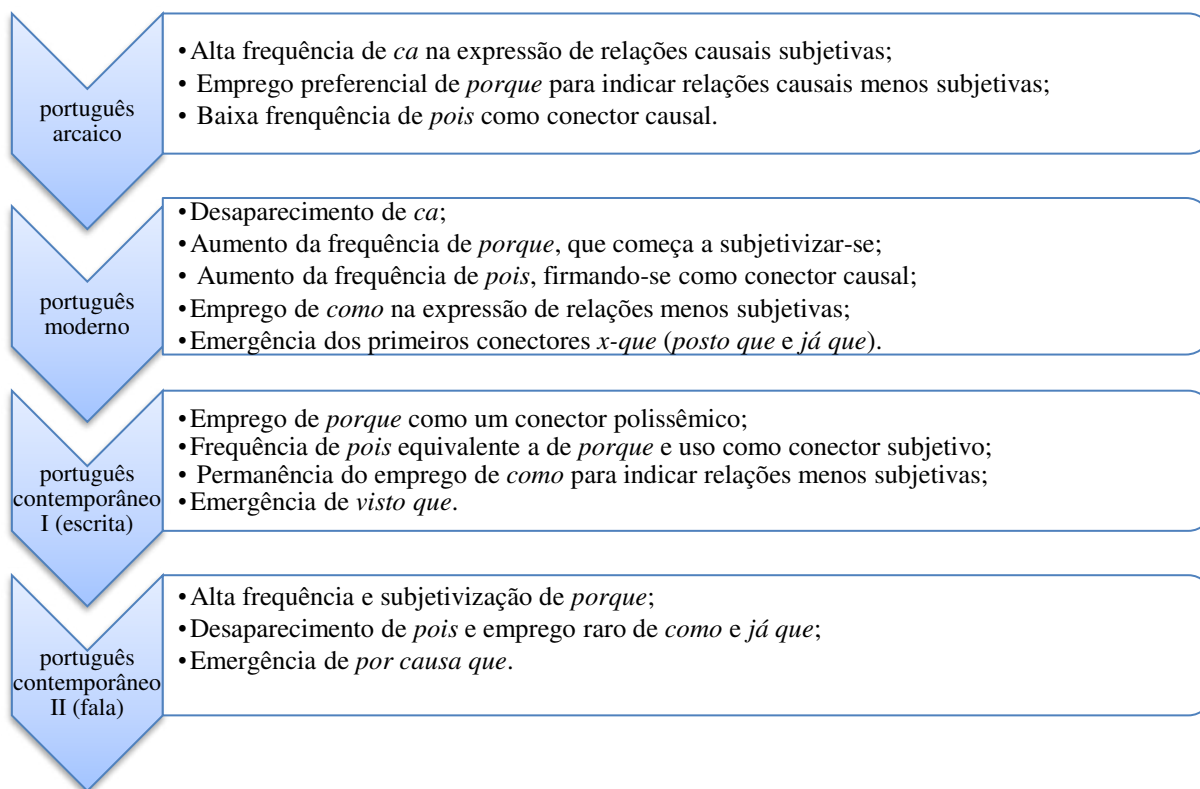 português
arcaico
•Alta frequência de ca na expressão de relações causais subjetivas;
• Emprego preferencial de porque para indicar relações causais menos subjetivas;
• Baixa frenquência de pois como conector causal.
português
moderno
•Desaparecimento de ca;
•Aumento da frequência de porque, que começa a subjetivizar-se;
• Aumento da frequência de pois, firmando-se como conector causal;
•Emprego de como na expressão de relações menos subjetivas;
•Emergência dos primeiros conectores x-que (posto que e já que).
português
contemporâneo
I (escrita)
•Emprego de porque como um conector polissêmico;
•Frequência de pois equivalente a de porque e uso como conector subjetivo;
• Permanência do emprego de como para indicar relações menos subjetivas;
•Emergência de visto que.
português
contemporâneo
II (fala)
•Alta frequência e subjetivização de porque;
•Desaparecimento de pois e emprego raro de como e já que;
•Emergência de por causa que.